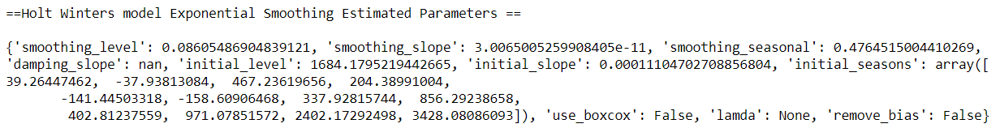 ==Holt Winters model Exponential Smoothing Estimated Parameters ==
{'smoothing_level': 0.08605486904839121, 'smoothing_slope': 3.0065005259908405e-11, 'smoothing_seasonal': 0.4764515004410269,
'damping_slope': nan, 'initial_level': 1684.1795219442665, 'initial_slope': 0.00011104702708856804, 'initial_seasons': array([
39.26447462,  -37.93813084,  467.23619656,  204.38991004,
-141.44503318, -158.60906468,  337.92815744,  856.29238658,
402.81237559,  971.07851572, 2402.17292498, 3428.08086093]), 'use_boxcox': False, 'lamda': None, 'remove_bias': False}